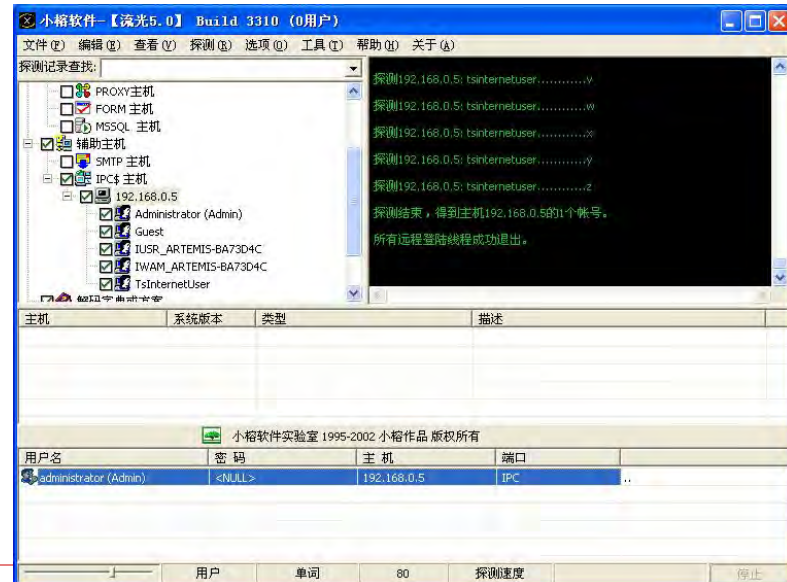 小榕软件-【流光5.0】 Build 3310 (0用户)
文件(F) 编辑(E) 查看(V) 探测(R) 选项(O) 工具(T) 帮助(H) 关于(A)
探测记录查找:
PROXY主机
FORM 主机
MSSQL 主机
辅助主机
SMTP 主机
IPC$ 主机
192.168.0.5
Administrator (Admin)
Guest
IUSR_ARTEMIS-BA73D4C
IWAM_ARTEMIS-BA73D4C
TsInternetUser
解码字典或方案
探测192.168.0.5: tsinternetuser............v
探测192.168.0.5: tsinternetuser............w
探测192.168.0.5: tsinternetuser............x
探测192.168.0.5: tsinternetuser............y
探测192.168.0.5: tsinternetuser............z
探测结束，得到主机192.168.0.5的1个帐号。
所有远程登陆线程成功退出。
主机 系统版本 类型 描述
小榕软件实验室 1995-2002 小榕作品 版权所有
用户名 密 码 主 机 端口
administrator (Admin) <NULL> 192.168.0.5 IPC ..
用户 单词 80 探测速度 停止